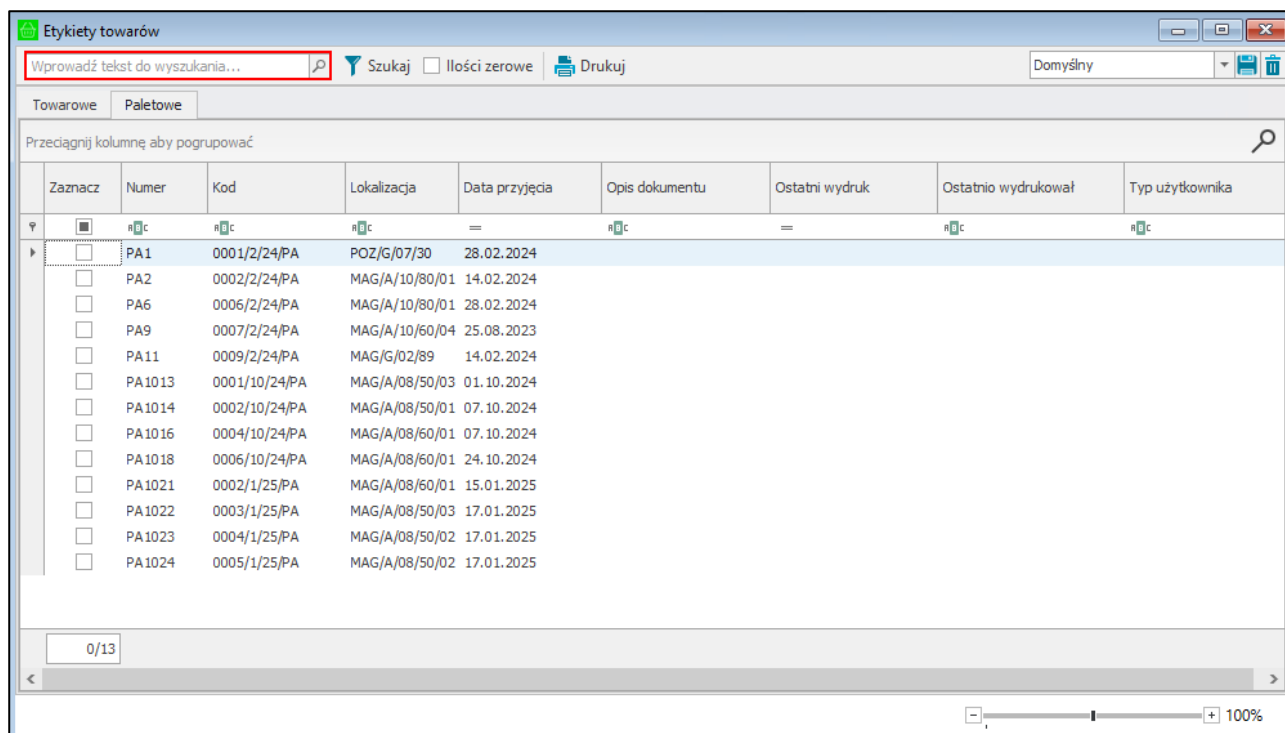 Etykiety towarów
Wprowadź tekst do wyszukania... Szukaj Ilości zerowe Drukuj Domyślny
Towarowe Paletowe
Przeciągnij kolumnę aby pogrupować
Zaznacz Numer Kod Lokalizacja Data przyjęcia Opis dokumentu Ostatni wydruk Ostatnio wydrukował Typ użytkownika
ABC ABC ABC = ABC = ABC ABC
PA1 0001/2/24/PA POZ/G/07/30 28.02.2024
PA2 0002/2/24/PA MAG/A/10/80/01 14.02.2024
PA6 0006/2/24/PA MAG/A/10/80/01 28.02.2024
PA9 0007/2/24/PA MAG/A/10/60/04 25.08.2023
PA11 0009/2/24/PA MAG/G/02/89 14.02.2024
PA1013 0001/10/24/PA MAG/A/08/50/03 01.10.2024
PA1014 0002/10/24/PA MAG/A/08/50/01 07.10.2024
PA1016 0004/10/24/PA MAG/A/08/60/01 07.10.2024
PA1018 0006/10/24/PA MAG/A/08/60/01 24.10.2024
PA1021 0002/1/25/PA MAG/A/08/60/01 15.01.2025
PA1022 0003/1/25/PA MAG/A/08/50/03 17.01.2025
PA1023 0004/1/25/PA MAG/A/08/50/02 17.01.2025
PA1024 0005/1/25/PA MAG/A/08/50/02 17.01.2025
0/13
100%